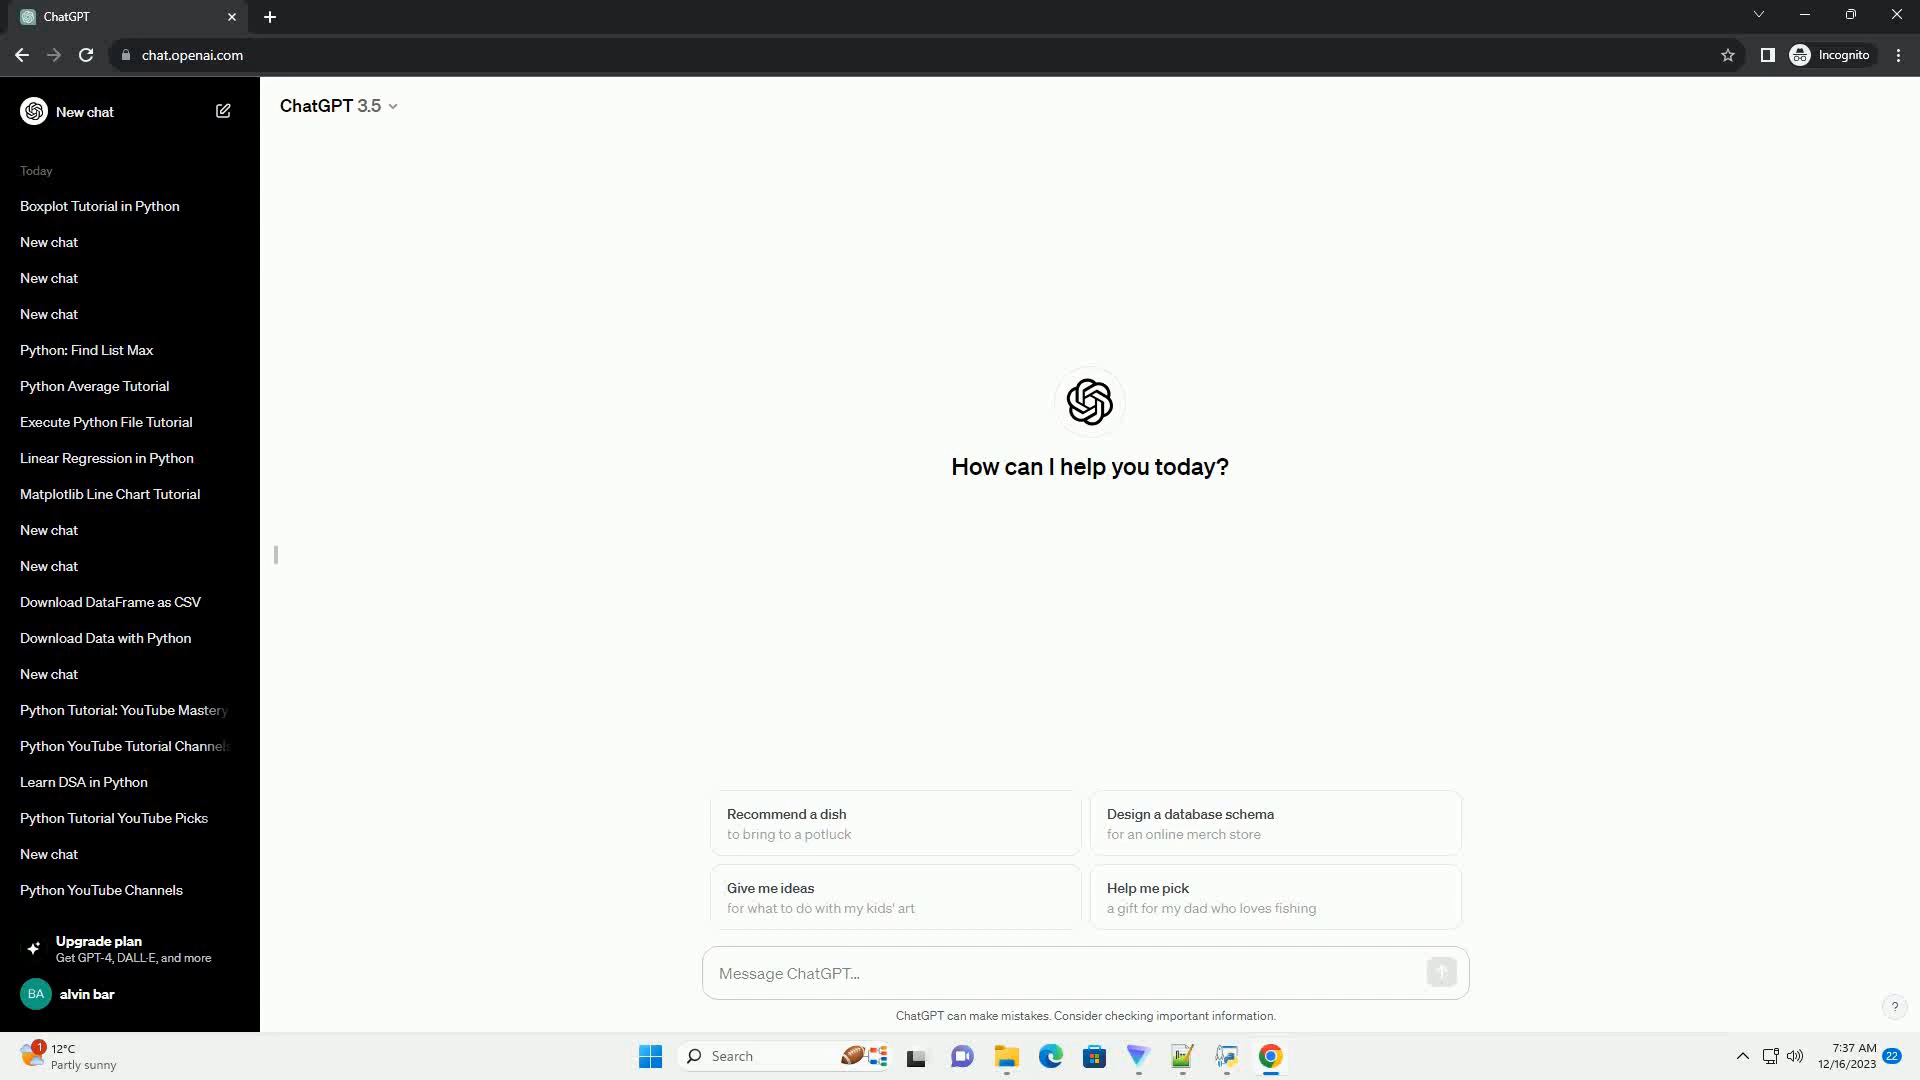 ChatGPT
chat.openai.com
Incognito
New chat
ChatGPT 3.5
Today
Boxplot Tutorial in Python
New chat
New chat
New chat
Python: Find List Max
Python Average Tutorial
Execute Python File Tutorial
Linear Regression in Python
Matplotlib Line Chart Tutorial
New chat
New chat
Download DataFrame as CSV
Download Data with Python
New chat
Python Tutorial: YouTube Mastery
Python YouTube Tutorial Channels
Learn DSA in Python
Python Tutorial YouTube Picks
New chat
Python YouTube Channels
Upgrade plan
Get GPT-4, DALL·E, and more
BA
alvin bar
How can I help you today?
Recommend a dish
to bring to a potluck
Design a database schema
for an online merch store
Give me ideas
for what to do with my kids' art
Help me pick
a gift for my dad who loves fishing
Message ChatGPT...
ChatGPT can make mistakes. Consider checking important information.
?
1
12°C
Partly sunny
Search
7:37 AM
12/16/2023
22